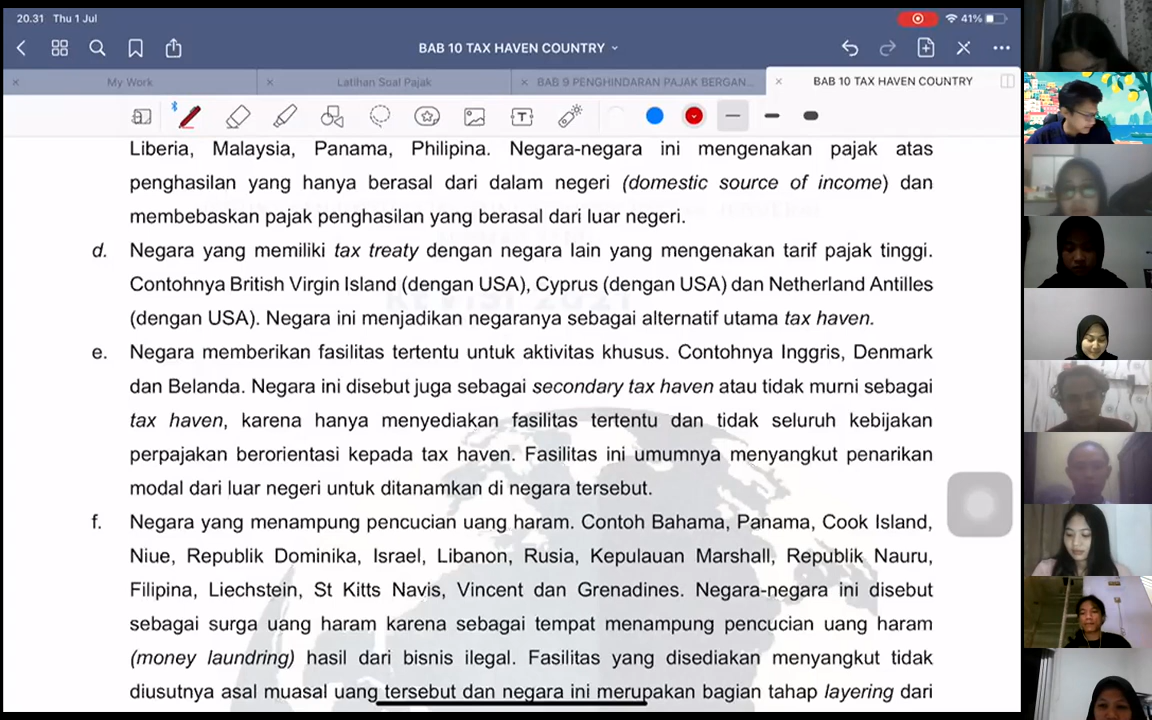 20.31 Thu 1 Jul
41%
BAB 10 TAX HAVEN COUNTRY
My Work
Latihan Soal Pajak
BAB 9 PENGHINDARAN PAJAK BERGAN...
BAB 10 TAX HAVEN COUNTRY
Liberia, Malaysia, Panama, Philipina. Negara-negara ini mengenakan pajak atas
penghasilan yang hanya berasal dari dalam negeri (domestic source of income) dan
membebaskan pajak penghasilan yang berasal dari luar negeri.
d. Negara yang memiliki tax treaty dengan negara lain yang mengenakan tarif pajak tinggi.
Contohnya British Virgin Island (dengan USA), Cyprus (dengan USA) dan Netherland Antilles
(dengan USA). Negara ini menjadikan negaranya sebagai alternatif utama tax haven.
e. Negara memberikan fasilitas tertentu untuk aktivitas khusus. Contohnya Inggris, Denmark
dan Belanda. Negara ini disebut juga sebagai secondary tax haven atau tidak murni sebagai
tax haven, karena hanya menyediakan fasilitas tertentu dan tidak seluruh kebijakan
perpajakan berorientasi kepada tax haven. Fasilitas ini umumnya menyangkut penarikan
modal dari luar negeri untuk ditanamkan di negara tersebut.
f. Negara yang menampung pencucian uang haram. Contoh Bahama, Panama, Cook Island,
Niue, Republik Dominika, Israel, Libanon, Rusia, Kepulauan Marshall, Republik Nauru,
Filipina, Liechstein, St Kitts Navis, Vincent dan Grenadines. Negara-negara ini disebut
sebagai surga uang haram karena sebagai tempat menampung pencucian uang haram
(money laundring) hasil dari bisnis ilegal. Fasilitas yang disediakan menyangkut tidak
diusutnya asal muasal uang tersebut dan negara ini merupakan bagian tahap layering dari